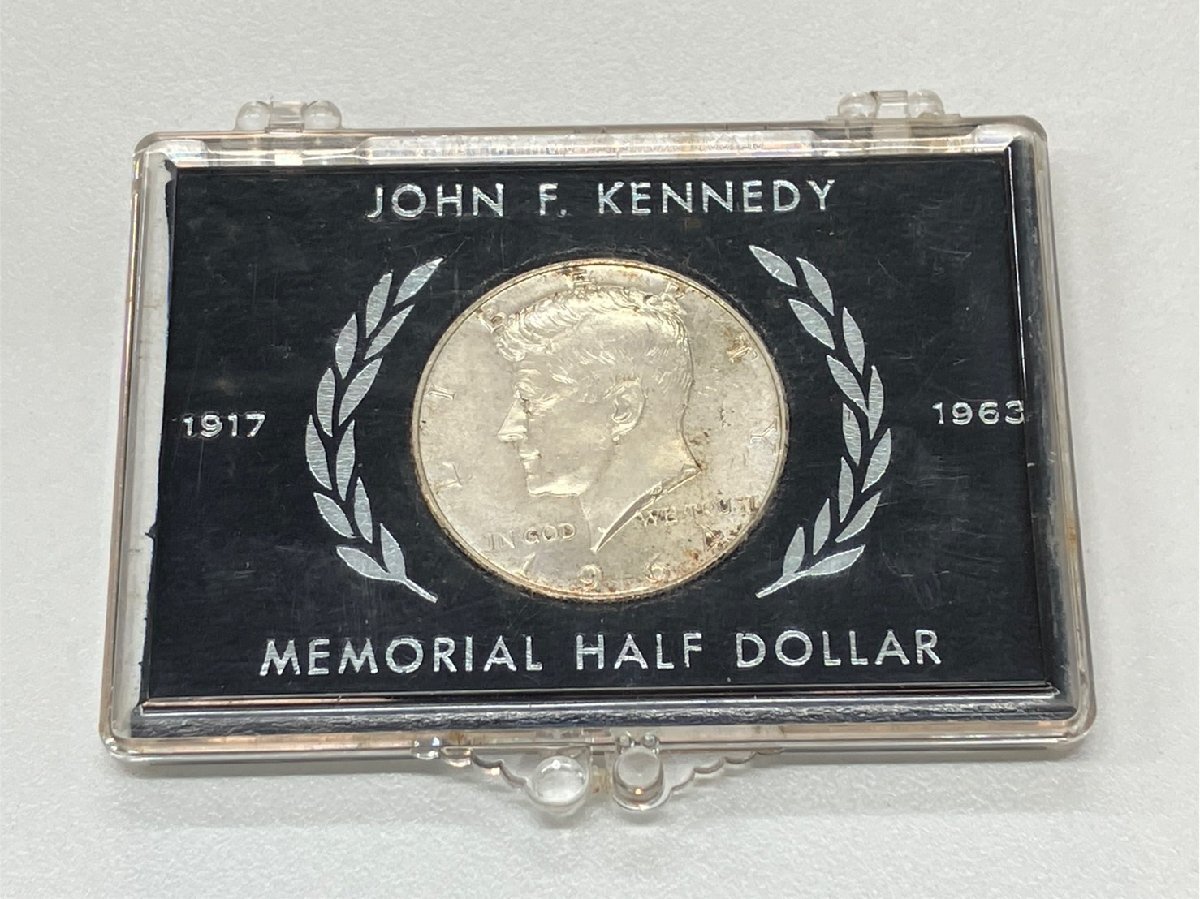 JOHN F. KENNEDY
LIBERTY
1917
1963
IN GOD WE TRUST
MEMORIAL HALF DOLLAR